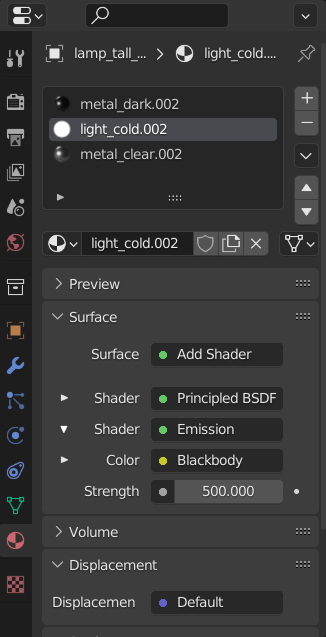 lamp_tall_... > light_cold....
metal_dark.002
light_cold.002
metal_clear.002
light_cold.002
Preview
Surface
Surface Add Shader
Shader Principled BSDF
Shader Emission
Color Blackbody
Strength 500.000
Volume
Displacement
Displacemen Default